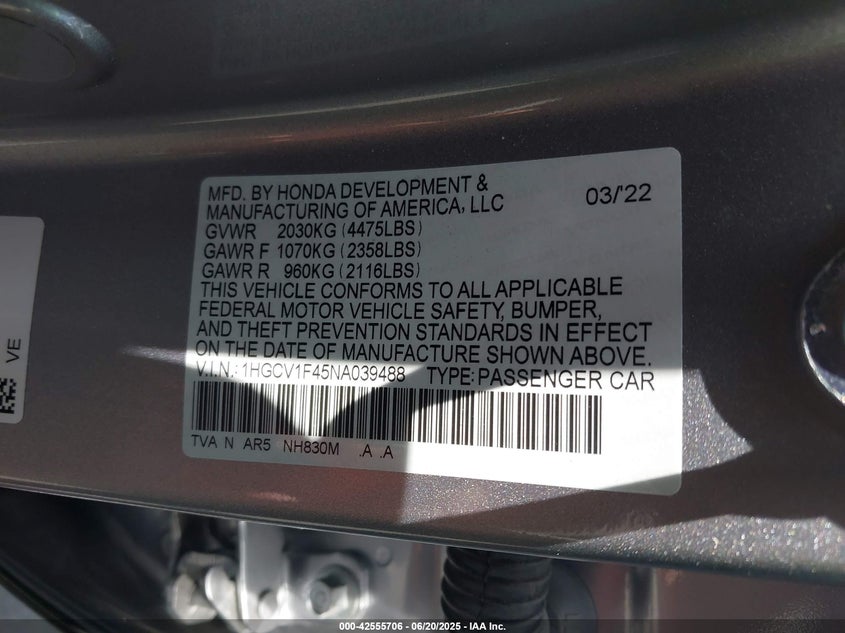 MFD. BY HONDA DEVELOPMENT &
MANUFACTURING OF AMERICA, LLC 03/'22
GVWR 2030KG (4475LBS)
GAWR F 1070KG (2358LBS)
GAWR R 960KG (2116LBS)
THIS VEHICLE CONFORMS TO ALL APPLICABLE
FEDERAL MOTOR VEHICLE SAFETY, BUMPER,
AND THEFT PREVENTION STANDARDS IN EFFECT
ON THE DATE OF MANUFACTURE SHOWN ABOVE.
V.I.N.: 1HGCV1F45NA039488 TYPE: PASSENGER CAR
TVA N AR5 NH830M .A .A
VE
000-42555706 - 06/20/2025 - IAA Inc.